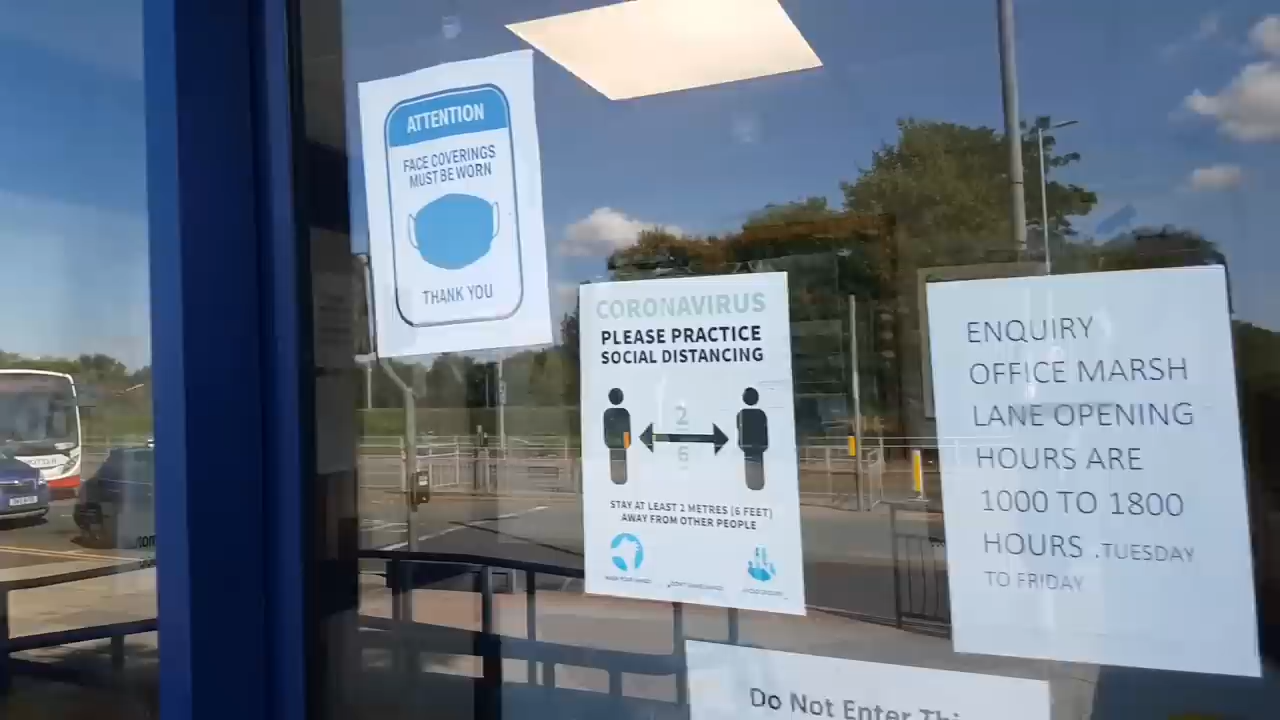 ATTENTION
FACE COVERINGS
MUST BE WORN
THANK YOU
CORONAVIRUS
PLEASE PRACTICE
SOCIAL DISTANCING
2
6
STAY AT LEAST 2 METRES (6 FEET)
AWAY FROM OTHER PEOPLE
ENQUIRY
OFFICE MARSH
LANE OPENING
HOURS ARE
1000 TO 1800
HOURS .TUESDAY
TO FRIDAY
Do Not Enter